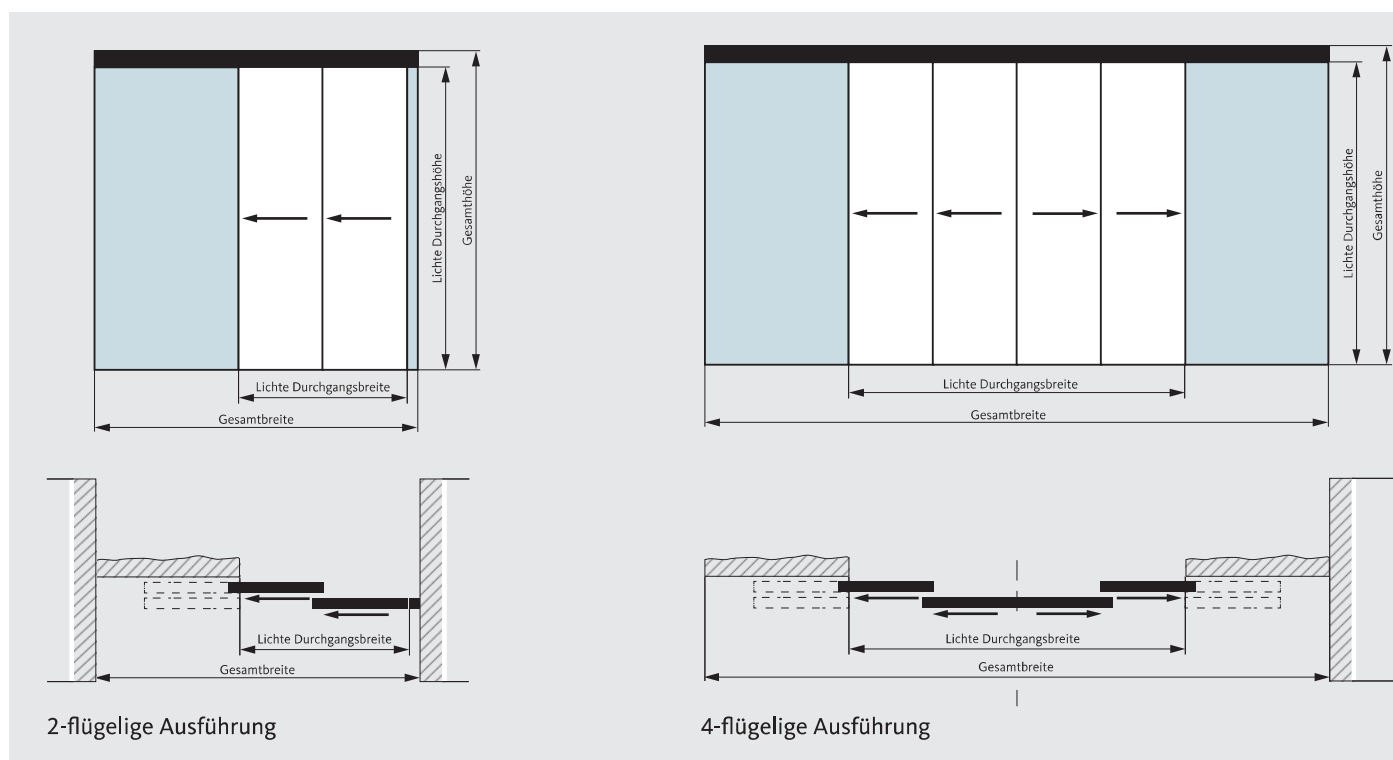 Lichte Durchgangshöhe
Gesamthöhe
Lichte Durchgangsbreite
Gesamtbreite
Lichte Durchgangshöhe
Gesamthöhe
Lichte Durchgangsbreite
Gesamtbreite
Lichte Durchgangsbreite
Gesamtbreite
2-flügelige Ausführung
Lichte Durchgangsbreite
Gesamtbreite
4-flügelige Ausführung